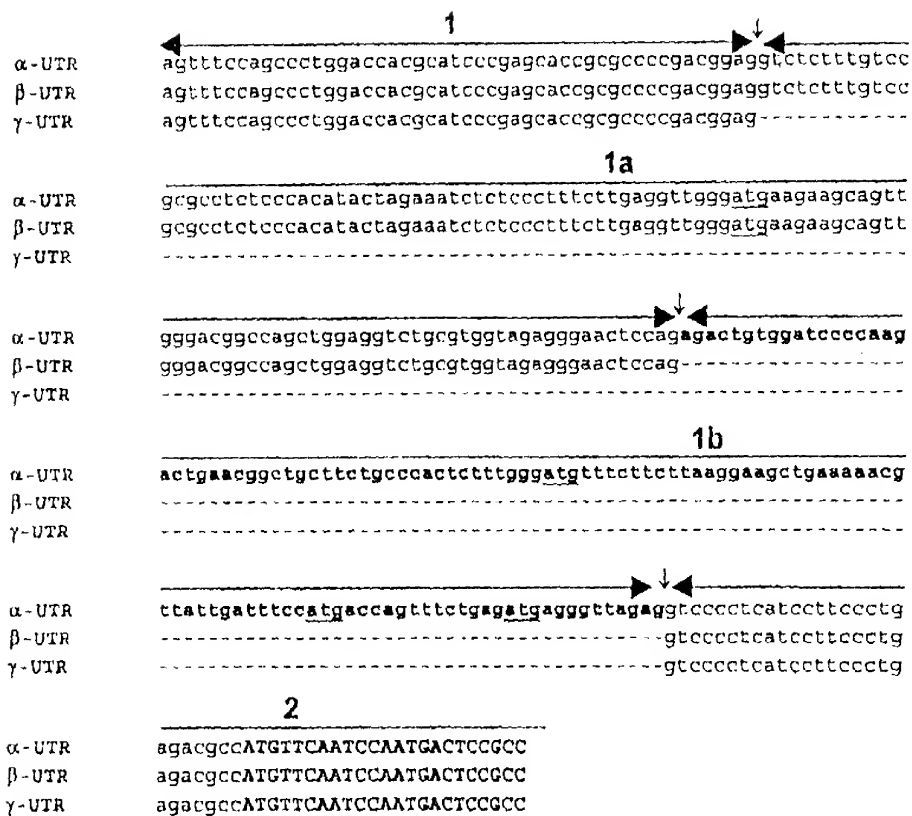 1 ↓
α-UTR agtttccagccctggaccacgcatcccgagcaccgcgccccgacggaggtctctttgtcc
β-UTR agtttccagccctggaccacgcatcccgagcaccgcgccccgacggaggtctctttgtcc
γ-UTR agtttccagccctggaccacgcatcccgagcaccgcgccccgacggag------------
1a
α-UTR gcgcctctcccacatactagaaatctctccctttcttgaggttgggatgaagaagcagtt
β-UTR gcgcctctcccacatactagaaatctctccctttcttgaggttgggatgaagaagcagtt
γ-UTR ------------------------------------------------------------
↓
α-UTR gggacggccagctggaggtctgcgtggtagagggaactccagagactgtggatccccaag
β-UTR gggacggccagctggaggtctgcgtggtagagggaactccag------------------
γ-UTR ------------------------------------------------------------
1b
α-UTR actgaacggctgcttctgcccactctttgggatgtttcttcttaaggaagctgaaaaacg
β-UTR ------------------------------------------------------------
γ-UTR ------------------------------------------------------------
↓
α-UTR ttattgatttccatgaccagtttctgagatgagggttagaggtcccctcatccttccctg
β-UTR -----------------------------------------gtcccctcatccttccctg
γ-UTR -----------------------------------------gtcccctcatccttccctg
2
α-UTR agacgccATGTTCAATCCAATGACTCCGCC
β-UTR agacgccATGTTCAATCCAATGACTCCGCC
γ-UTR agacgccATGTTCAATCCAATGACTCCGCC